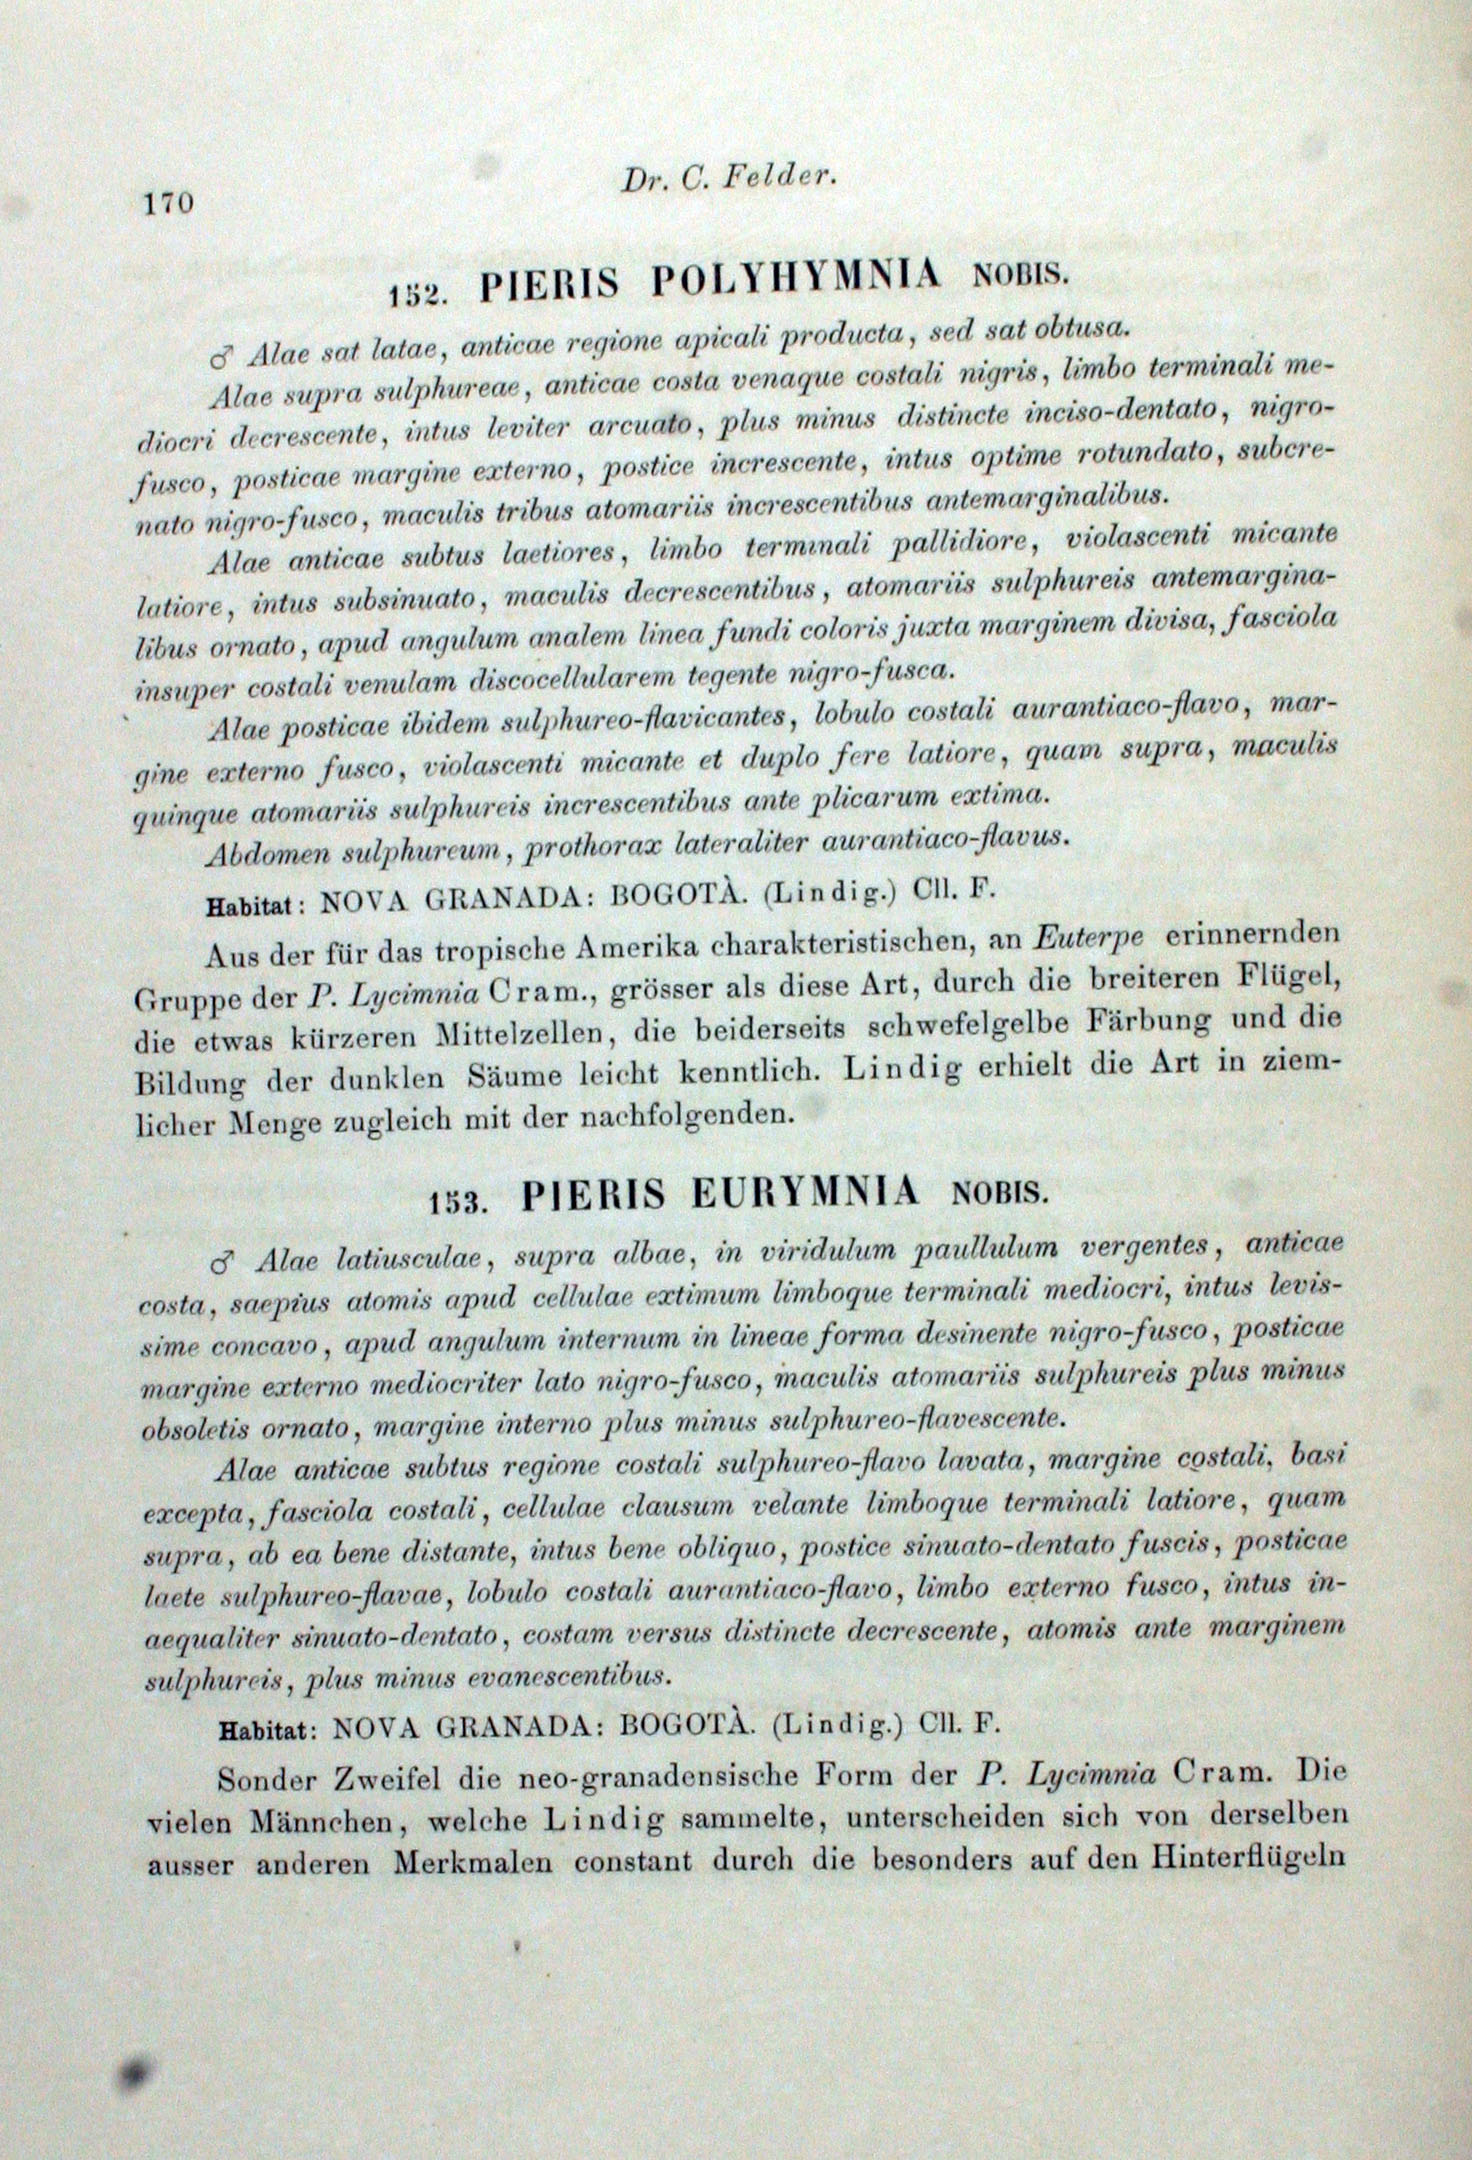 Dr. C. Felder.
170
152. PIERIS POLYHYMNIA NOBIS.
♂ Alae sat latae, anticae regione apicali producta, sed sat obtusa.
Alae supra sulphureae, anticae costa venaque costali nigris, limbo terminali me-
diocri decrescente, intus leviter arcuato, plus minus distincte inciso-dentato, nigro-
fusco, posticae margine externo, postice increscente, intus optime rotundato, subcre-
nato nigro-fusco, maculis tribus atomariis increscentibus antemarginalibus.
Alae anticae subtus laetiores, limbo terminali pallidiore, violascenti micante
latiore, intus subsinuato, maculis decrescentibus, atomariis sulphureis antemargina-
libus ornato, apud angulum analem linea fundi coloris juxta marginem divisa, fasciola
insuper costali venulam discocellularem tegente nigro-fusca.
Alae posticae ibidem sulphureo-flavicantes, lobulo costali aurantiaco-flavo, mar-
gine externo fusco, violascenti micante et duplo fere latiore, quam supra, maculis
quinque atomariis sulphureis increscentibus ante plicarum extima.
Abdomen sulphureum, prothorax lateraliter aurantiaco-flavus.
Habitat: NOVA GRANADA: BOGOTÀ. (Lindig.) Cll. F.
Aus der für das tropische Amerika charakteristischen, an Euterpe erinnernden
Gruppe der P. Lycimnia Cram., grösser als diese Art, durch die breiteren Flügel,
die etwas kürzeren Mittelzellen, die beiderseits schwefelgelbe Färbung und die
Bildung der dunklen Säume leicht kenntlich. Lindig erhielt die Art in ziem-
licher Menge zugleich mit der nachfolgenden.
153. PIERIS EURYMNIA NOBIS.
♂ Alae latiusculae, supra albae, in viridulum paullulum vergentes, anticae
costa, saepius atomis apud cellulae extimum limboque terminali mediocri, intus levis-
sime concavo, apud angulum internum in lineae forma desinente nigro-fusco, posticae
margine externo mediocriter lato nigro-fusco, maculis atomariis sulphureis plus minus
obsoletis ornato, margine interno plus minus sulphureo-flavescente.
Alae anticae subtus regione costali sulphureo-flavo lavata, margine costali, basi
excepta, fasciola costali, cellulae clausum velante limboque terminali latiore, quam
supra, ab ea bene distante, intus bene obliquo, postice sinuato-dentato fuscis, posticae
laete sulphureo-flavae, lobulo costali aurantiaco-flavo, limbo externo fusco, intus in-
aequaliter sinuato-dentato, costam versus distincte decrescente, atomis ante marginem
sulphureis, plus minus evanescentibus.
Habitat: NOVA GRANADA: BOGOTÀ. (Lindig.) Cll. F.
Sonder Zweifel die neo-granadensische Form der P. Lycimnia Cram. Die
vielen Männchen, welche Lindig sammelte, unterscheiden sich von derselben
ausser anderen Merkmalen constant durch die besonders auf den Hinterflügeln